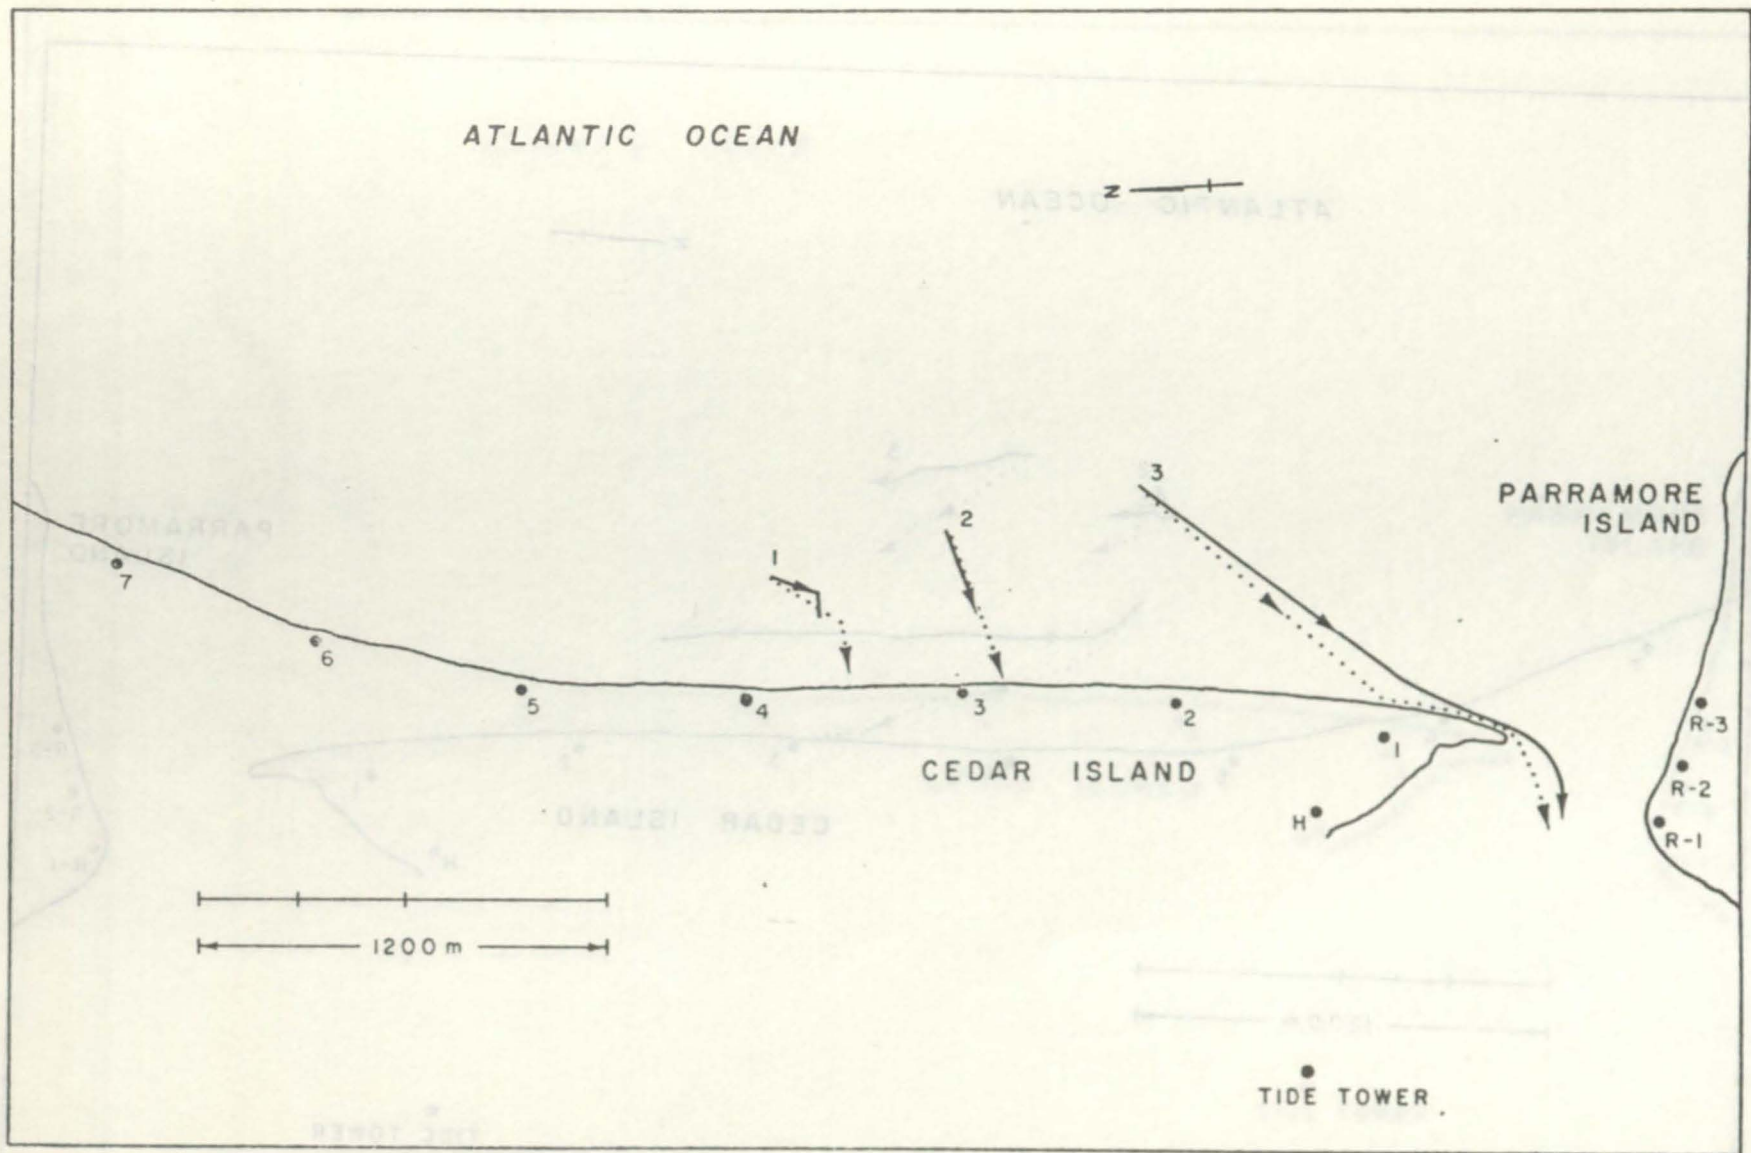 ATLANTIC OCEAN
N
3
PARRAMORE
ISLAND
2
1
7
6
5
4
3
2
1
R-3
CEDAR ISLAND
R-2
H
R-1
1200 m
TIDE TOWER